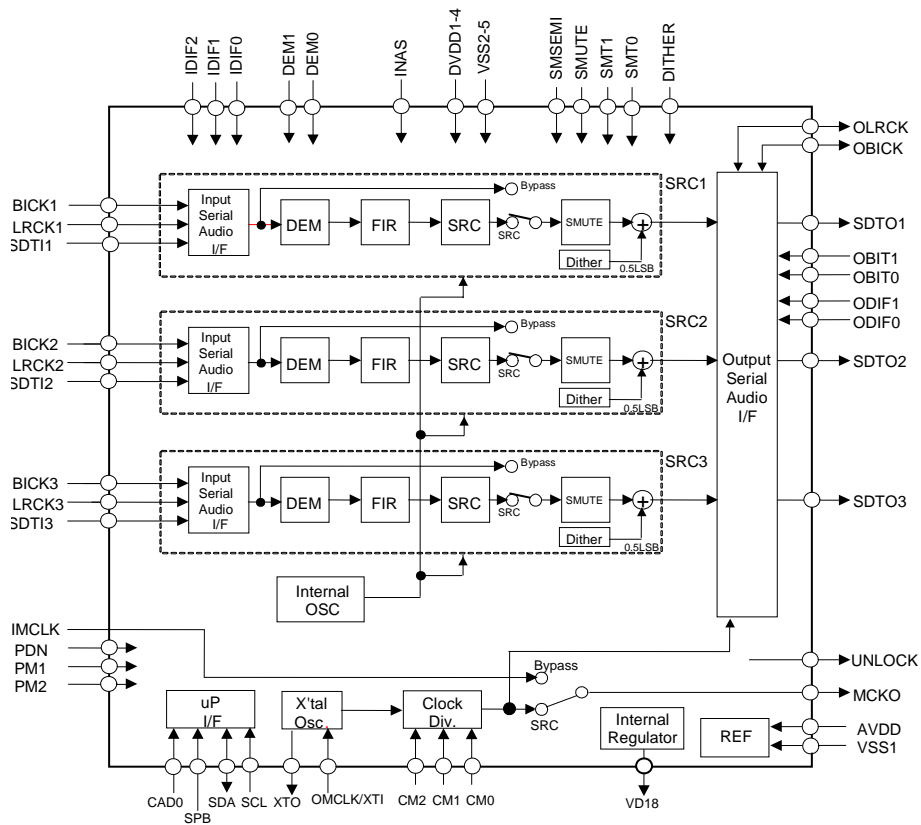 IDIF2
IDIF1
IDIF0
DEM1
DEM0
INAS
DVDD1-4
VSS2-5
SMSEMI
SMUTE
SMT1
SMT0
DITHER
OLRCK
OBICK
SRC1
Bypass
BICK1
LRCK1
SDTI1
Input
Serial
Audio
I/F
DEM
FIR
SRC
SRC
SMUTE
Dither
0.5LSB
SDTO1
OBIT1
OBIT0
ODIF1
ODIF0
SRC2
Bypass
BICK2
LRCK2
SDTI2
Input
Serial
Audio
I/F
DEM
FIR
SRC
SRC
SMUTE
Dither
0.5LSB
Output
Serial
Audio
I/F
SDTO2
SRC3
Bypass
BICK3
LRCK3
SDTI3
Input
Serial
Audio
I/F
DEM
FIR
SRC
SRC
SMUTE
Dither
0.5LSB
SDTO3
Internal
OSC
IMCLK
PDN
PM1
PM2
Bypass
SRC
UNLOCK
MCKO
uP
I/F
X'tal
Osc.
Clock
Div.
Internal
Regulator
REF
AVDD
VSS1
CAD0
SPB
SDA
SCL
XTO
OMCLK/XTI
CM2
CM1
CM0
VD18